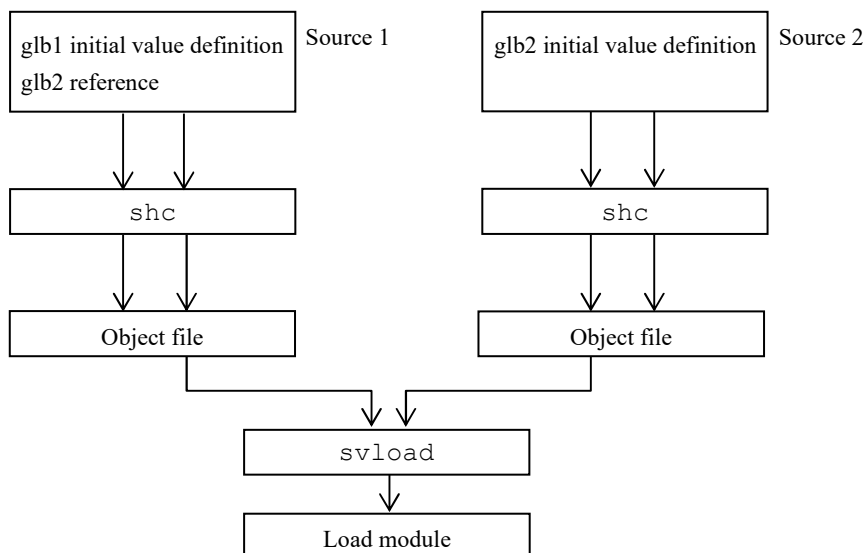 glb1 initial value definition
glb2 reference
Source 1
glb2 initial value definition
Source 2
shc
shc
Object file
Object file
svload
Load module